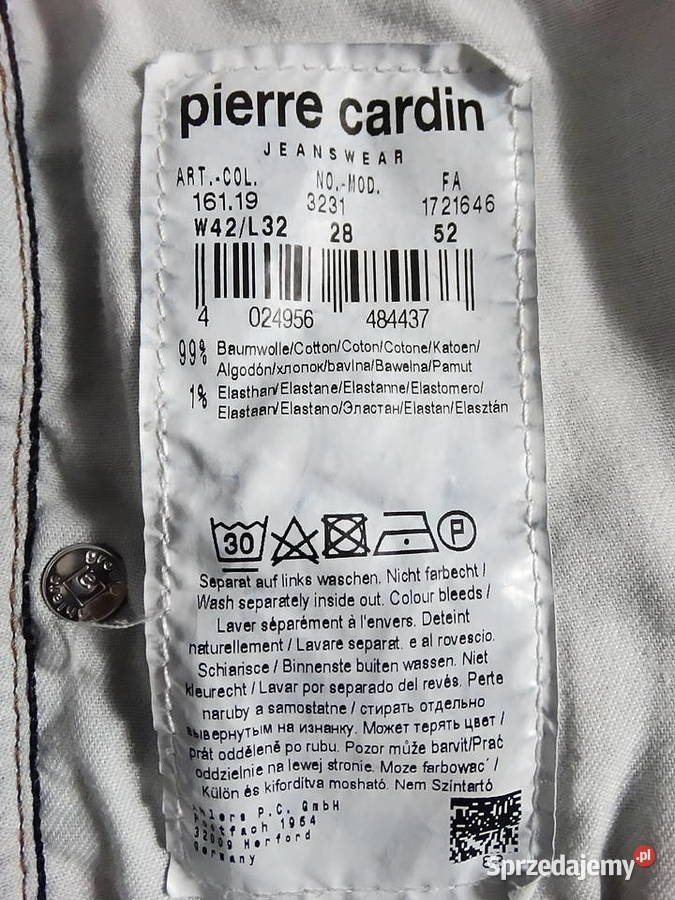 pierre cardin
JEANSWEAR
ART.-COL. NO.-MOD. FA
161.19 3231 1721646
W42/L32 28 52
4 024956 484437
99% Baumwolle/Cotton/Coton/Cotone/Katoen/
Algodón/хлопок/bavlna/Bawełna/Pamut
1% Elasthan/Elastane/Elastanne/Elastomero/
Elastaan/Elastano/Эластан/Elastan/Elasztán
30 P
Separat auf links waschen. Nicht farbecht /
Wash separately inside out. Colour bleeds /
Laver séparément à l'envers. Deteint
naturellement / Lavare separat. e al rovescio.
Schiarisce / Binnenste buiten wassen. Niet
kleurecht / Lavar por separado del revés. Perte
naruby a samostatne / стирать отдельно
вывернутым на изнанку. Может терять цвет /
prát odděleně po rubu. Pozor může barvit/Prać
oddzielnie na lewej stronie. Moze farbować /
Külön és kifordítva mosható. Nem Színtartó
Ahlers P.C. GmbH
Postfach 1964
32009 Herford
Germany
Sprzedajemy.pl